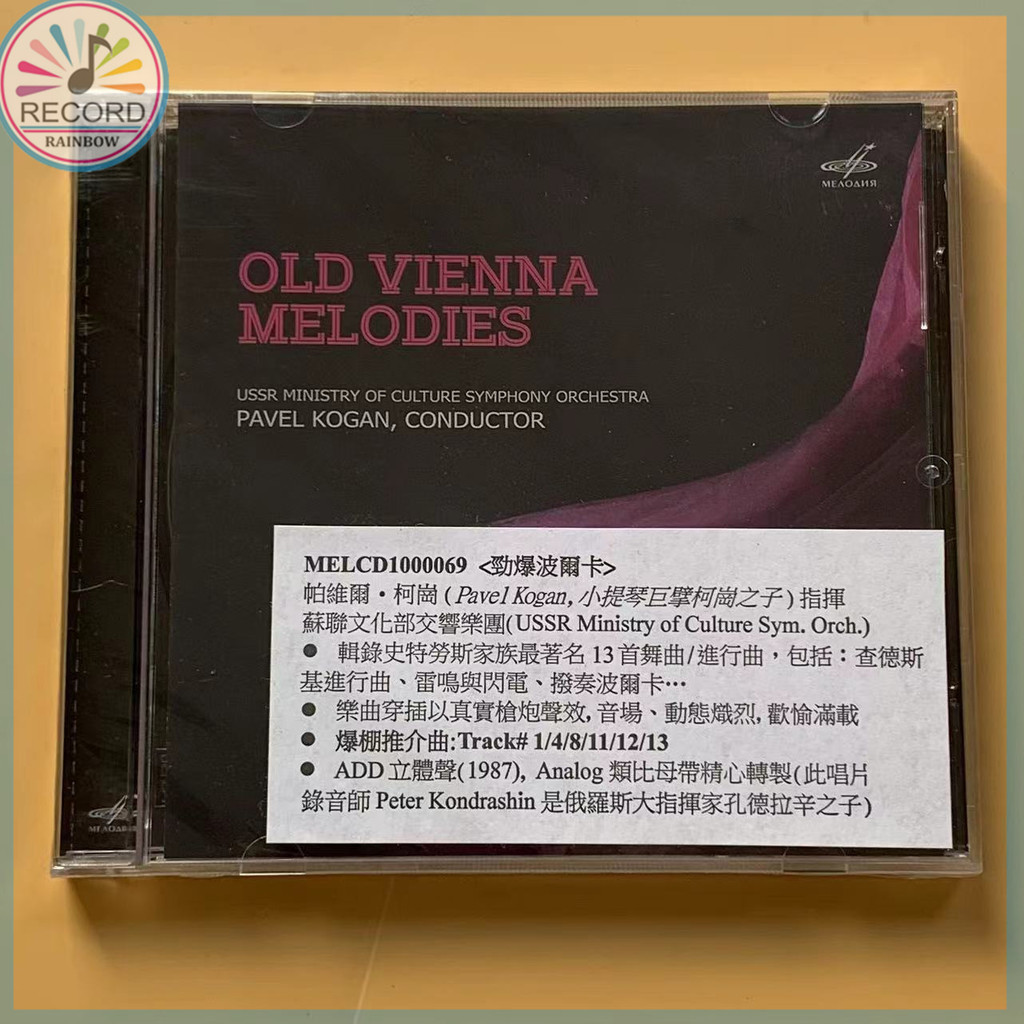 RECORD
RAINBOW
МЕЛОДИЯ
OLD VIENNA
MELODIES
USSR MINISTRY OF CULTURE SYMPHONY ORCHESTRA
PAVEL KOGAN, CONDUCTOR
MELCD1000069 <勁爆波爾卡>
帕維爾・柯崗 (Pavel Kogan, 小提琴巨擘柯崗之子) 指揮
蘇聯文化部交響樂團(USSR Ministry of Culture Sym. Orch.)
● 輯錄史特勞斯家族最著名 13 首舞曲/進行曲，包括：查德斯
基進行曲、雷鳴與閃電、撥奏波爾卡…
● 樂曲穿插以真實槍炮聲效, 音場、動態熾烈, 歡愉滿載
● 爆棚推介曲:Track# 1/4/8/11/12/13
● ADD 立體聲(1987), Analog 類比母帶精心轉製(此唱片
錄音師 Peter Kondrashin 是俄羅斯大指揮家孔德拉辛之子)
МЕЛОДИЯ